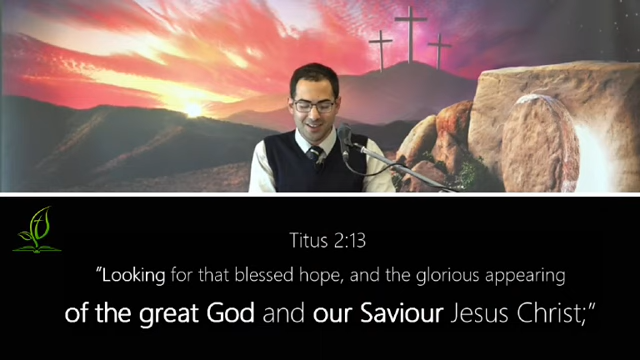 Titus 2:13
"Looking for that blessed hope, and the glorious appearing
of the great God and our Saviour Jesus Christ;"